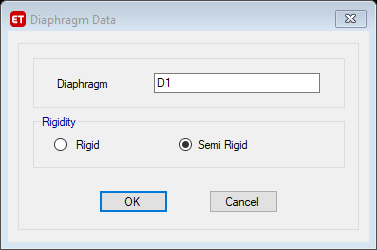 ET Diaphragm Data
Diaphragm D1
Rigidity
Rigid Semi Rigid
OK Cancel